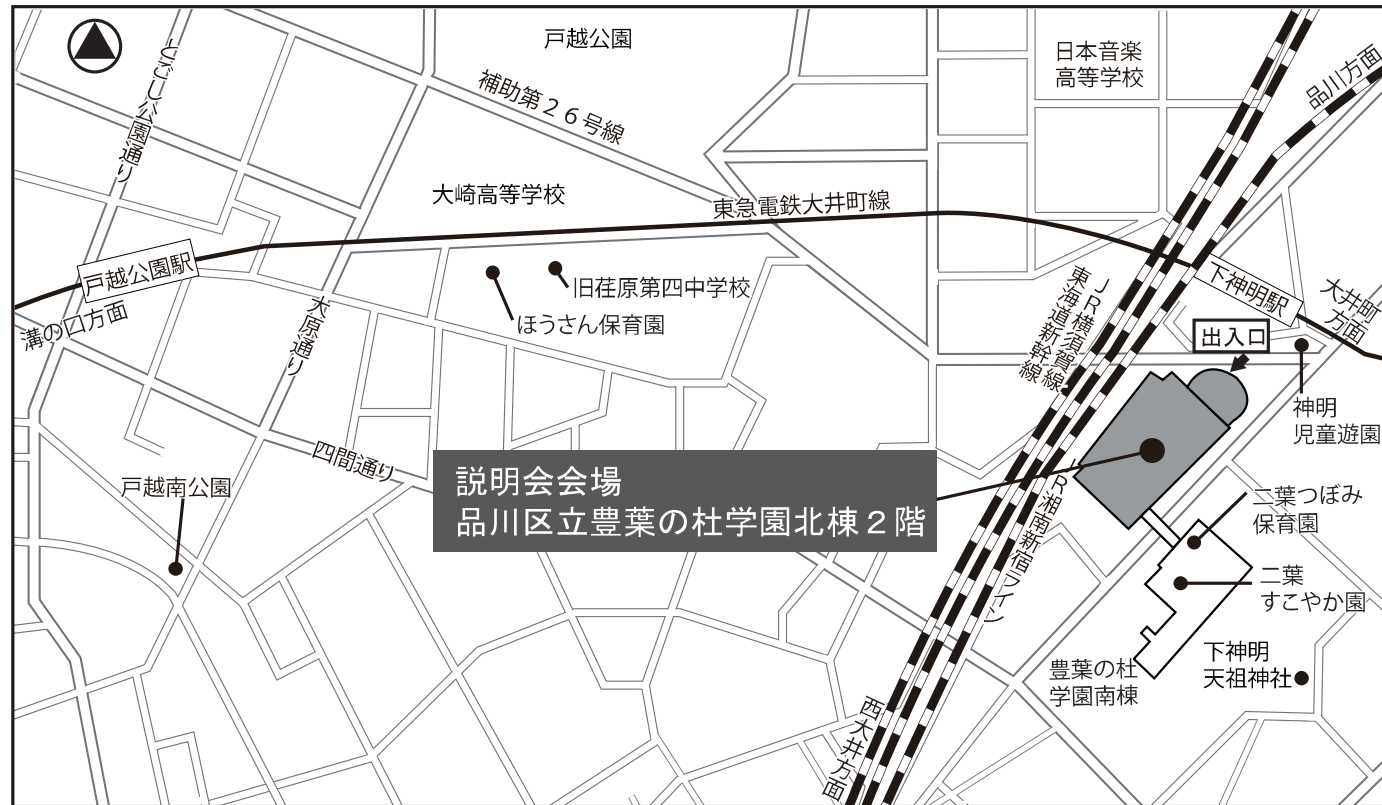 戸越公園
日本音楽
高等学校
品川方面
とごし公園通り
補助第２６号線
大崎高等学校
東急電鉄大井町線
戸越公園駅
下神明駅
溝の口方面
大原通り
旧荏原第四中学校
ほうさん保育園
ＪＲ横須賀線
東海道新幹線
大井町
方面
出入口
神明
児童遊園
四間通り
戸越南公園
説明会会場
品川区立豊葉の杜学園北棟２階
二葉つぼみ
保育園
ＪＲ湘南新宿ライン
二葉
すこやか園
豊葉の杜
学園南棟
下神明
天祖神社
西大井方面